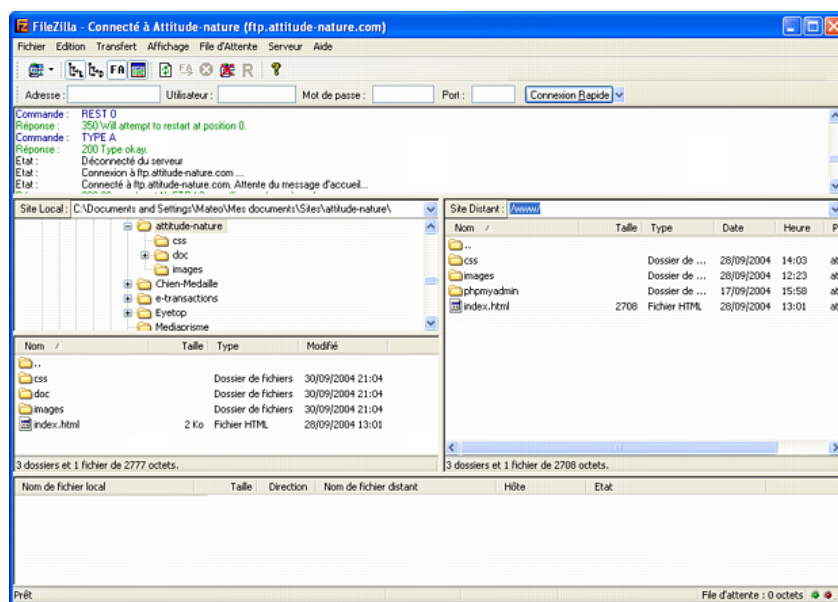 FileZilla - Connecté à Attitude-nature (ftp.attitude-nature.com)
Fichier Edition Transfert Affichage File d'Attente Serveur Aide
Adresse : Utilisateur : Mot de passe : Port : Connexion Rapide
Commande : REST 0
Réponse : 350 Will attempt to restart at position 0.
Commande : TYPE A
Réponse : 200 Type okay.
Etat : Déconnecté du serveur
Etat : Connexion à ftp.attitude-nature.com ...
Etat : Connecté à ftp.attitude-nature.com. Attente du message d'accueil...
Site Local : C:\Documents and Settings\Mateo\Mes documents\Sites\attitude-nature\
attitude-nature
css
doc
images
Chien-Medaille
e-transactions
Eyetop
Mediaprisme
Nom Taille Type Modifié
..
css Dossier de fichiers 30/09/2004 21:04
doc Dossier de fichiers 30/09/2004 21:04
images Dossier de fichiers 30/09/2004 21:04
index.html 2 Ko Fichier HTML 28/09/2004 13:01
3 dossiers et 1 fichier de 2777 octets.
Site Distant : /www/
Nom Taille Type Date Heure P
..
css Dossier de ... 28/09/2004 14:03 at
images Dossier de ... 28/09/2004 12:23 at
phpmyadmin Dossier de ... 17/09/2004 15:58 at
index.html 2708 Fichier HTML 28/09/2004 13:01 at
3 dossiers et 1 fichier de 2708 octets.
Nom de fichier local Taille Direction Nom de fichier distant Hôte Etat
Prêt File d'attente : 0 octets